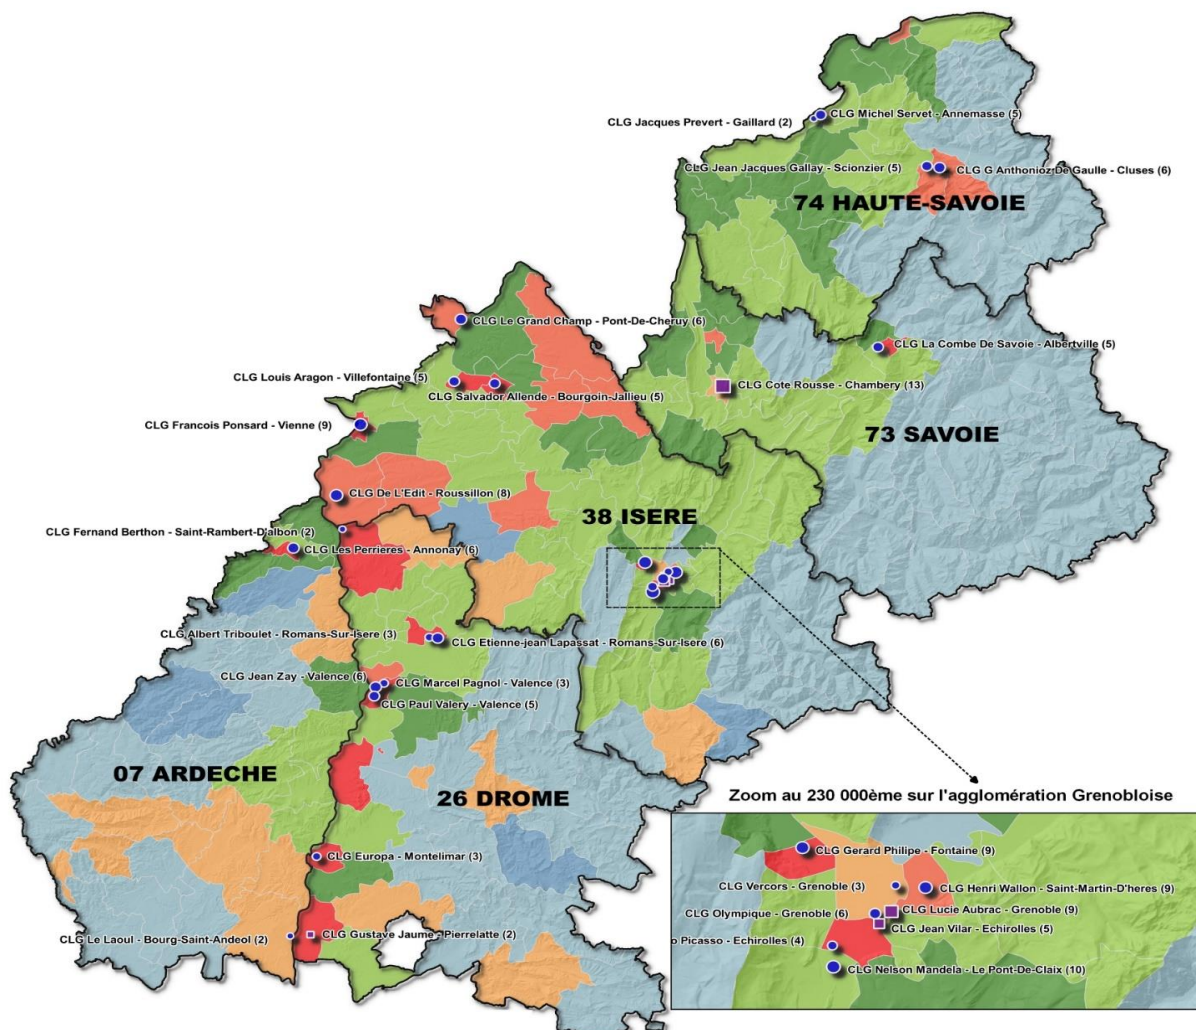 CLG Michel Servet - Annemasse (5)
CLG Jacques Prevert - Gaillard (2)
CLG Jean Jacques Gallay - Scionzier (5)
CLG G Anthonioz De Gaulle - Cluses (6)
74 HAUTE-SAVOIE
CLG Le Grand Champ - Pont-De-Cheruy (6)
CLG La Combe De Savoie - Albertville (5)
CLG Louis Aragon - Villefontaine (5)
CLG Cote Rousse - Chambery (13)
CLG Salvador Allende - Bourgoin-Jallieu (5)
CLG Francois Ponsard - Vienne (9)
73 SAVOIE
CLG De L'Edit - Roussillon (8)
38 ISERE
CLG Fernand Berthon - Saint-Rambert-D'albon (2)
CLG Les Perrieres - Annonay (6)
CLG Albert Triboulet - Romans-Sur-Isere (3)
CLG Etienne-jean Lapassat - Romans-Sur-Isere (6)
CLG Jean Zay - Valence (6)
CLG Marcel Pagnol - Valence (3)
CLG Paul Valery - Valence (5)
07 ARDECHE
26 DROME
Zoom au 230 000ème sur l'agglomération Grenobloise
CLG Europa - Montelimar (3)
CLG Gerard Philipe - Fontaine (9)
CLG Vercors - Grenoble (3)
CLG Henri Wallon - Saint-Martin-D'heres (9)
CLG Lucie Aubrac - Grenoble (9)
CLG Olympique - Grenoble (6)
CLG Jean Vilar - Echirolles (5)
o Picasso - Echirolles (4)
CLG Le Laoul - Bourg-Saint-Andeol (2)
CLG Gustave Jaume - Pierrelatte (2)
CLG Nelson Mandela - Le Pont-De-Claix (10)